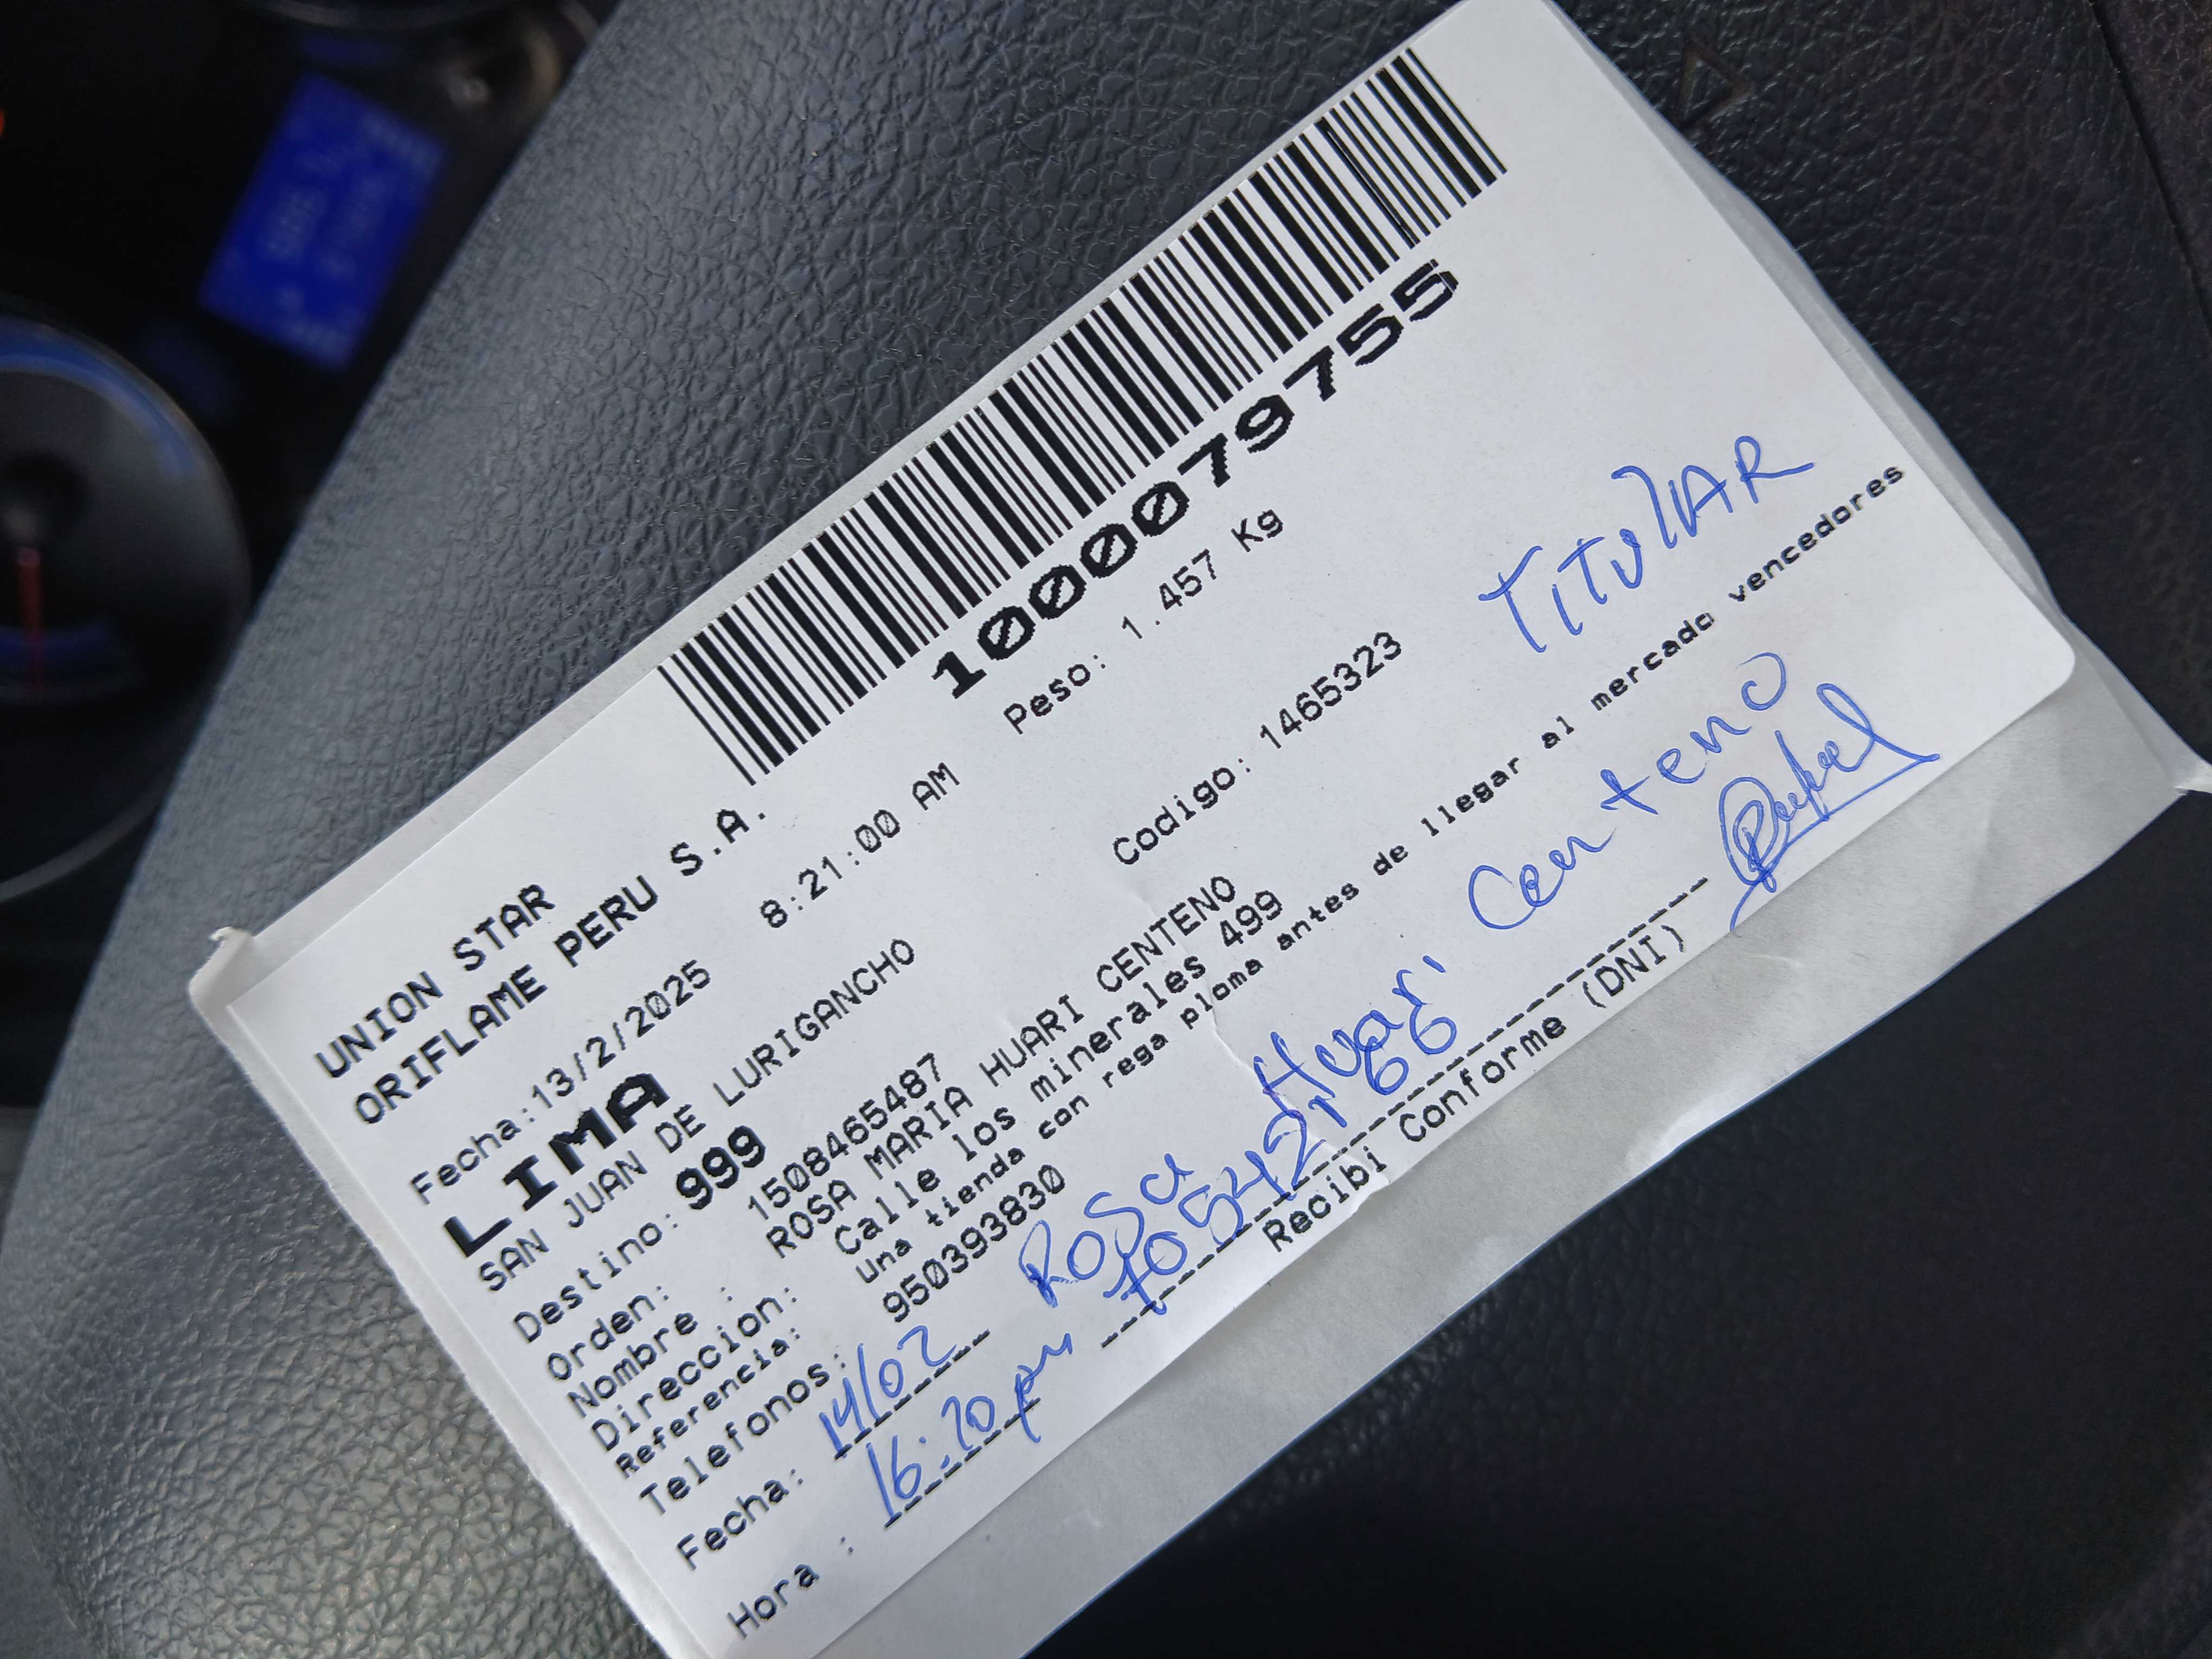 10000079755
UNION STAR
ORIFLAME PERU S.A.
Fecha:13/2/2025 8:21:00 AM Peso: 1.457 Kg
LIMA
SAN JUAN DE LURIGANCHO
Destino: 999 Codigo: 1465323
Orden: 1508465487
Nombre : ROSA MARIA HUARI CENTENO
TITULAR
Direccion: Calle los minerales 499
Referencia: Una tienda con rega ploma antes de llegar al mercado vencedores
Telefonos: 950393830
Rosa Huari Centeno
Fecha: 14/02
70542166
Hora : 16:20 pm
Recibi Conforme (DNI)